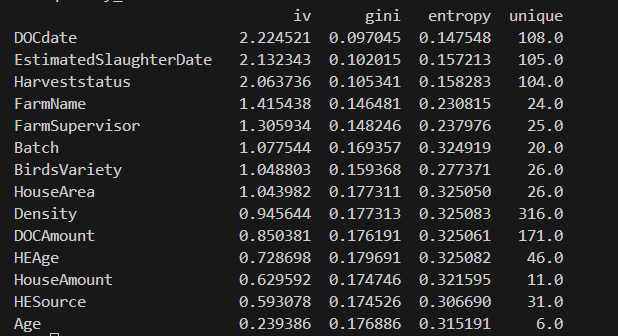 iv gini entropy unique
DOCdate 2.224521 0.097045 0.147548 108.0
EstimatedSlaughterDate 2.132343 0.102015 0.157213 105.0
Harveststatus 2.063736 0.105341 0.158283 104.0
FarmName 1.415438 0.146481 0.230815 24.0
FarmSupervisor 1.305934 0.148246 0.237976 25.0
Batch 1.077544 0.169357 0.324919 20.0
BirdsVariety 1.048803 0.159368 0.277371 26.0
HouseArea 1.043982 0.177311 0.325050 26.0
Density 0.945644 0.177313 0.325083 316.0
DOCAmount 0.850381 0.176191 0.325061 171.0
HEAge 0.728698 0.179691 0.325082 46.0
HouseAmount 0.629592 0.174746 0.321595 11.0
HESource 0.593078 0.174526 0.306690 31.0
Age 0.239386 0.176886 0.315191 6.0